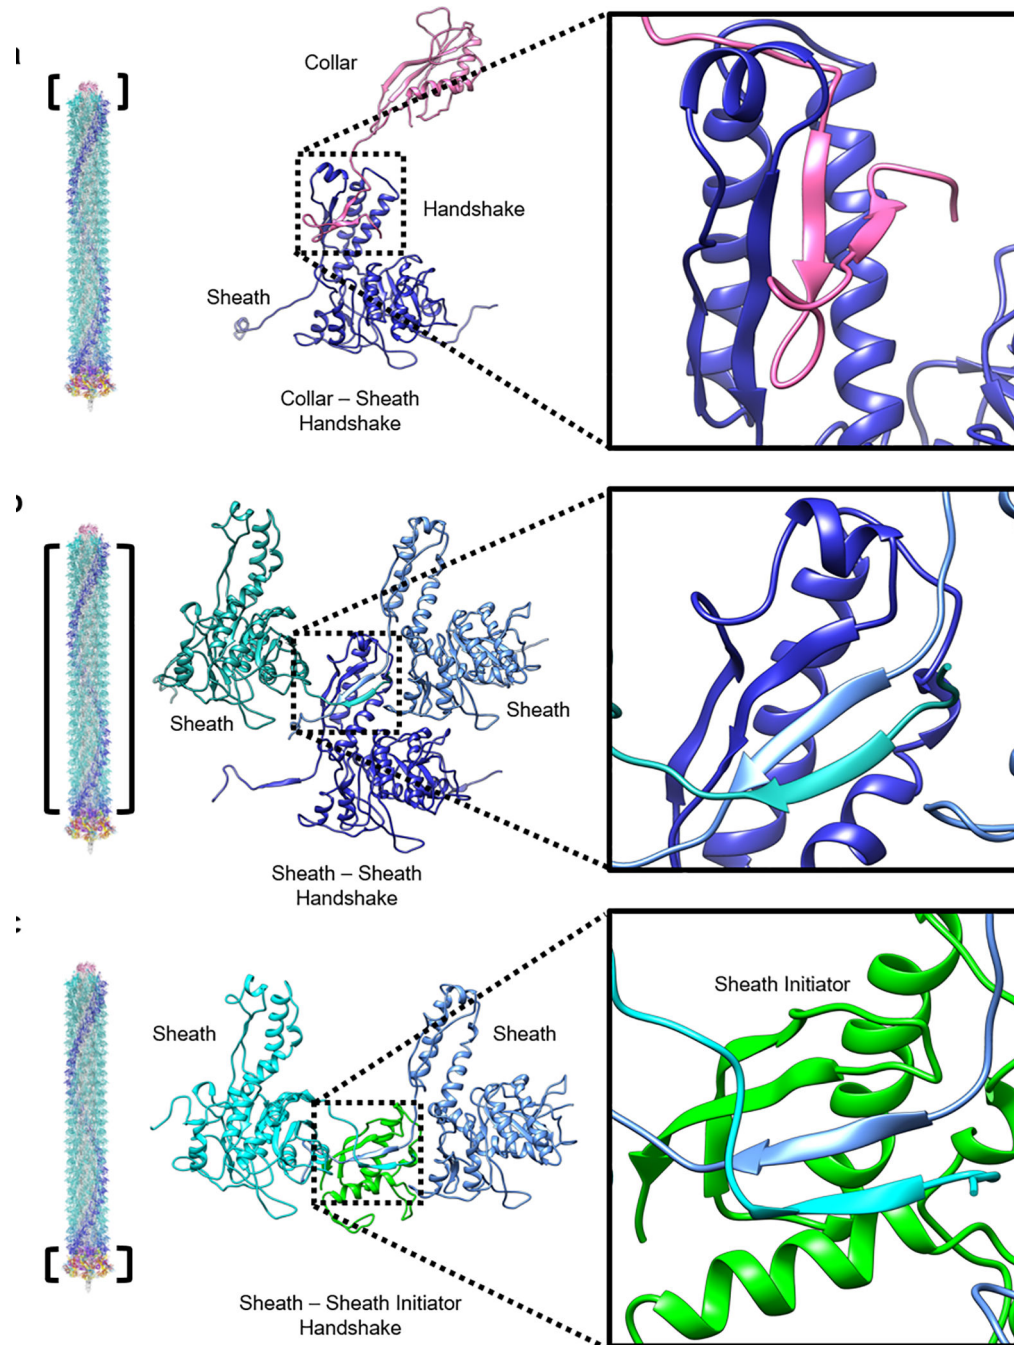 a
Collar
Handshake
Sheath
Collar – Sheath
Handshake
Sheath
Sheath
Sheath – Sheath
Handshake
c
Sheath
Sheath
Sheath Initiator
Sheath – Sheath Initiator
Handshake